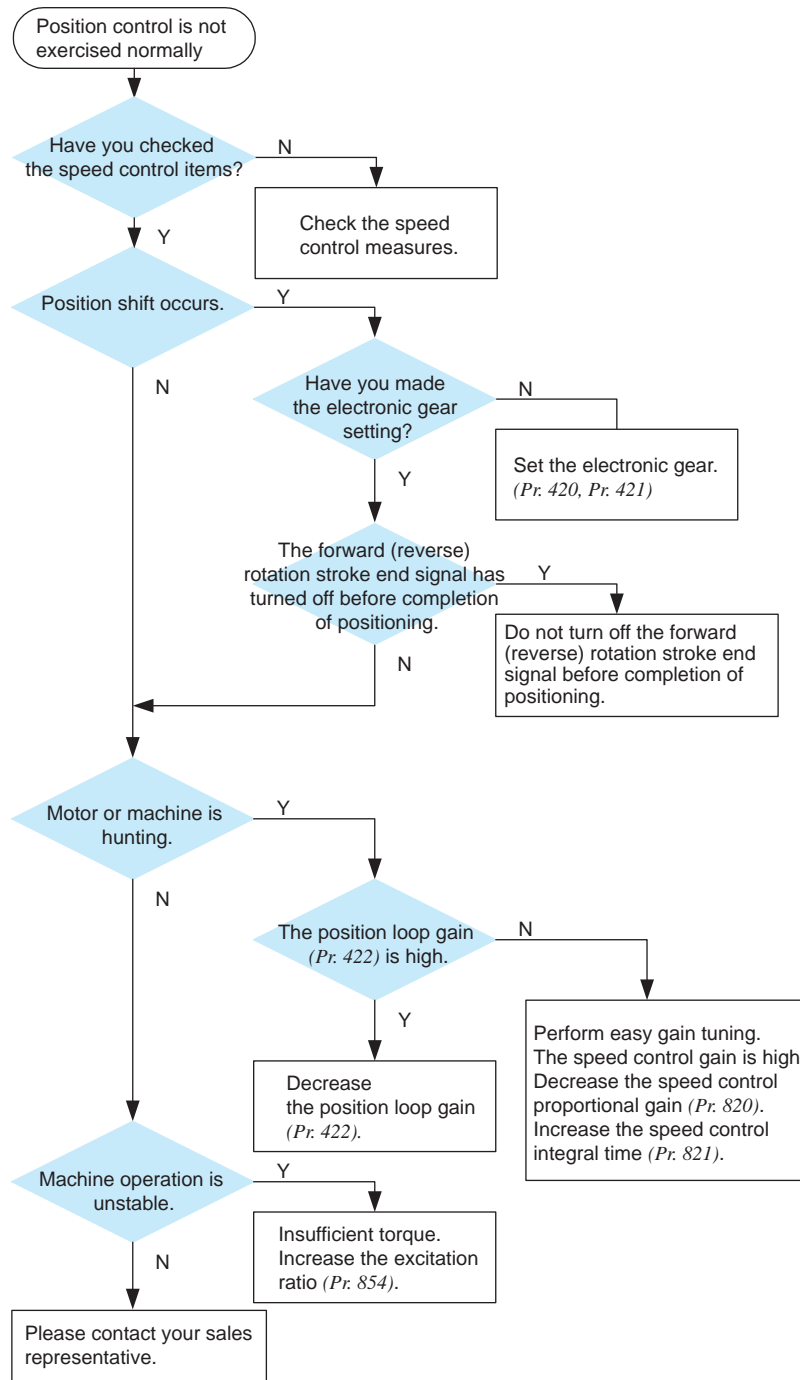 Position control is not
exercised normally
Have you checked
the speed control items?
N
Y
Check the speed
control measures.
Position shift occurs.
Y
N
Have you made
the electronic gear
setting?
N
Y
Set the electronic gear.
(Pr. 420, Pr. 421)
The forward (reverse)
rotation stroke end signal has
turned off before completion
of positioning.
Y
N
Do not turn off the forward
(reverse) rotation stroke end
signal before completion of
positioning.
Motor or machine is
hunting.
Y
N
The position loop gain
(Pr. 422) is high.
N
Y
Perform easy gain tuning.
The speed control gain is high
Decrease the speed control
proportional gain (Pr. 820).
Increase the speed control
integral time (Pr. 821).
Decrease
the position loop gain
(Pr. 422).
Machine operation is
unstable.
Y
N
Insufficient torque.
Increase the excitation
ratio (Pr. 854).
Please contact your sales
representative.